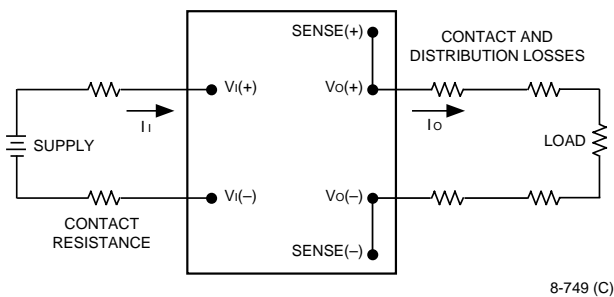 SENSE(+)
CONTACT AND
DISTRIBUTION LOSSES
VI(+)
VO(+)
II
IO
SUPPLY
LOAD
VI(–)
VO(–)
CONTACT
RESISTANCE
SENSE(–)
8-749 (C)